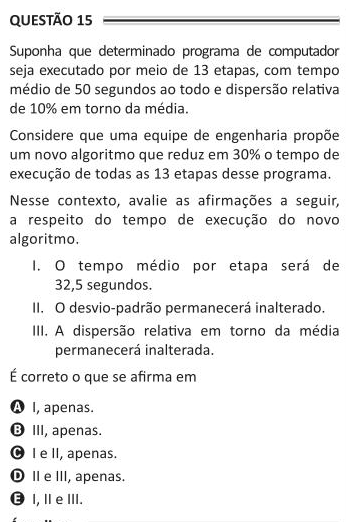 QUESTÃO 15
Suponha que determinado programa de computador
seja executado por meio de 13 etapas, com tempo
médio de 50 segundos ao todo e dispersão relativa
de 10% em torno da média.
Considere que uma equipe de engenharia propõe
um novo algoritmo que reduz em 30% o tempo de
execução de todas as 13 etapas desse programa.
Nesse contexto, avalie as afirmações a seguir,
a respeito do tempo de execução do novo
algoritmo.
I. O tempo médio por etapa será de
32,5 segundos.
II. O desvio-padrão permanecerá inalterado.
III. A dispersão relativa em torno da média
permanecerá inalterada.
É correto o que se afirma em
A I, apenas.
B III, apenas.
C I e II, apenas.
D II e III, apenas.
E I, II e III.